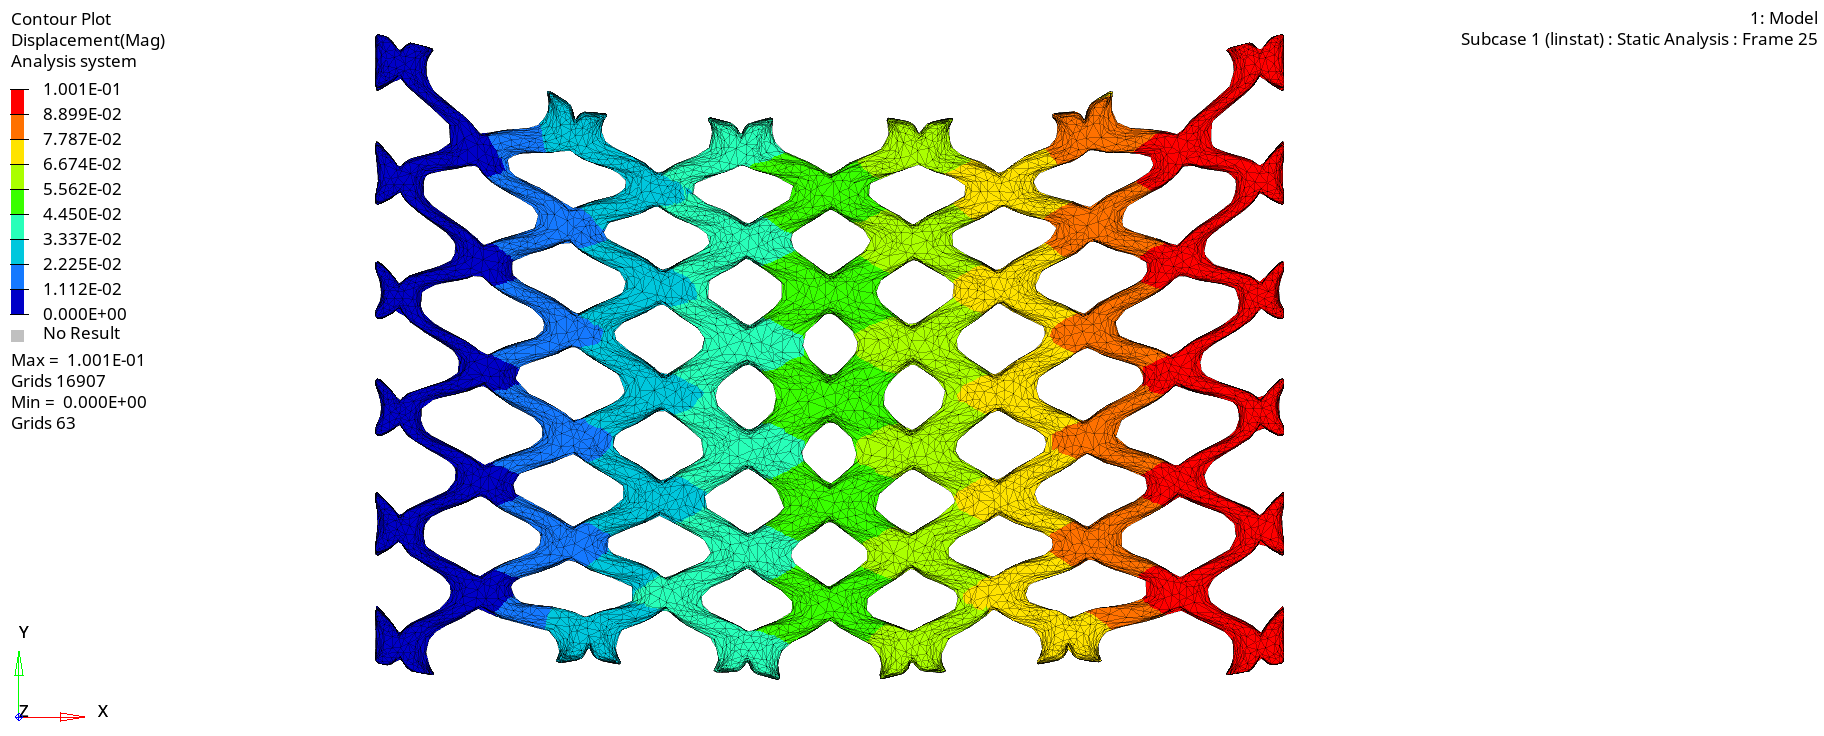 Contour Plot
Displacement(Mag)
Analysis system
1.001E-01
8.899E-02
7.787E-02
6.674E-02
5.562E-02
4.450E-02
3.337E-02
2.225E-02
1.112E-02
0.000E+00
No Result
Max = 1.001E-01
Grids 16907
Min = 0.000E+00
Grids 63
1: Model
Subcase 1 (linstat) : Static Analysis : Frame 25
Y
Z
X